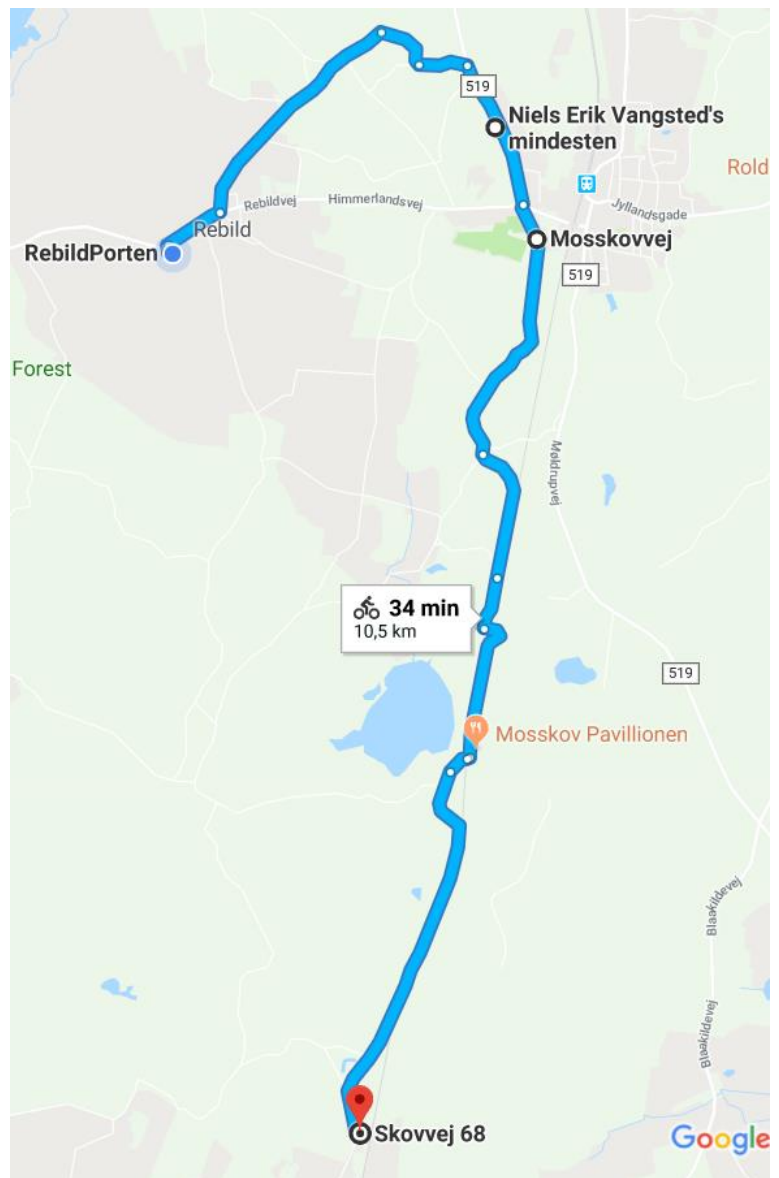 519
Niels Erik Vangsted's
mindesten
Rold
Jyllandsgade
Rebildvej
Himmerlandsvej
Rebild
RebildPorten
Mosskovvej
519
Forest
Møldrupvej
34 min
10,5 km
519
Mosskov Pavillionen
Blaakildevej
Blaakildevej
Skovvej 68
Google